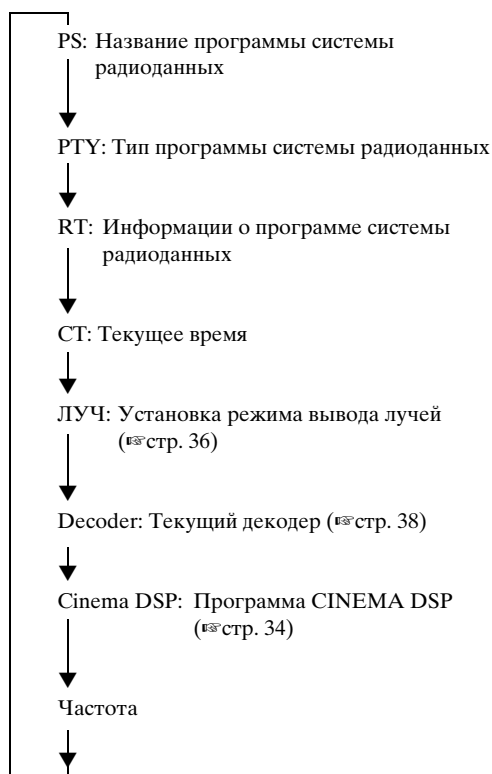 PS: Название программы системы
радиоданных
PTY: Тип программы системы радиоданных
RT: Информации о программе системы
радиоданных
CT: Текущее время
ЛУЧ: Установка режима вывода лучей
(☞стр. 36)
Decoder: Текущий декодер (☞стр. 38)
Cinema DSP: Программа CINEMA DSP
(☞стр. 34)
Частота